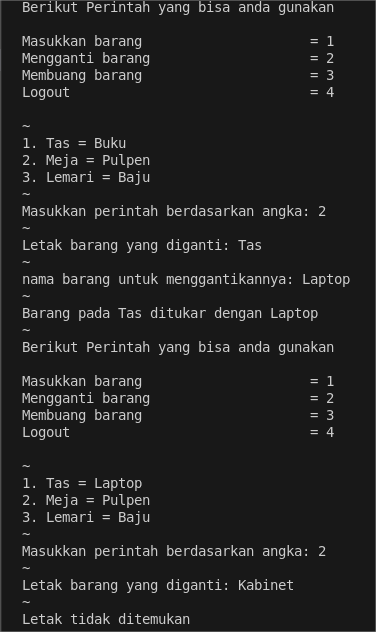 Berikut Perintah yang bisa anda gunakan
Masukkan barang = 1
Mengganti barang = 2
Membuang barang = 3
Logout = 4
~
1. Tas = Buku
2. Meja = Pulpen
3. Lemari = Baju
~
Masukkan perintah berdasarkan angka: 2
~
Letak barang yang diganti: Tas
~
nama barang untuk menggantikannya: Laptop
~
Barang pada Tas ditukar dengan Laptop
~
Berikut Perintah yang bisa anda gunakan
Masukkan barang = 1
Mengganti barang = 2
Membuang barang = 3
Logout = 4
~
1. Tas = Laptop
2. Meja = Pulpen
3. Lemari = Baju
~
Masukkan perintah berdasarkan angka: 2
~
Letak barang yang diganti: Kabinet
~
Letak tidak ditemukan